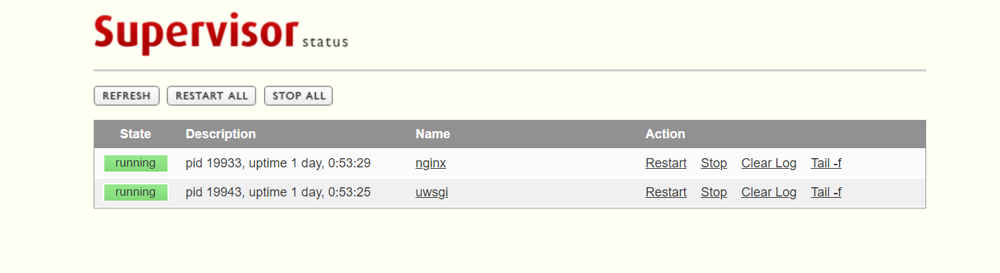 Supervisor status
REFRESH RESTART ALL STOP ALL
State Description Name Action
running pid 19933, uptime 1 day, 0:53:29 nginx Restart Stop Clear Log Tail -f
running pid 19943, uptime 1 day, 0:53:25 uwsgi Restart Stop Clear Log Tail -f